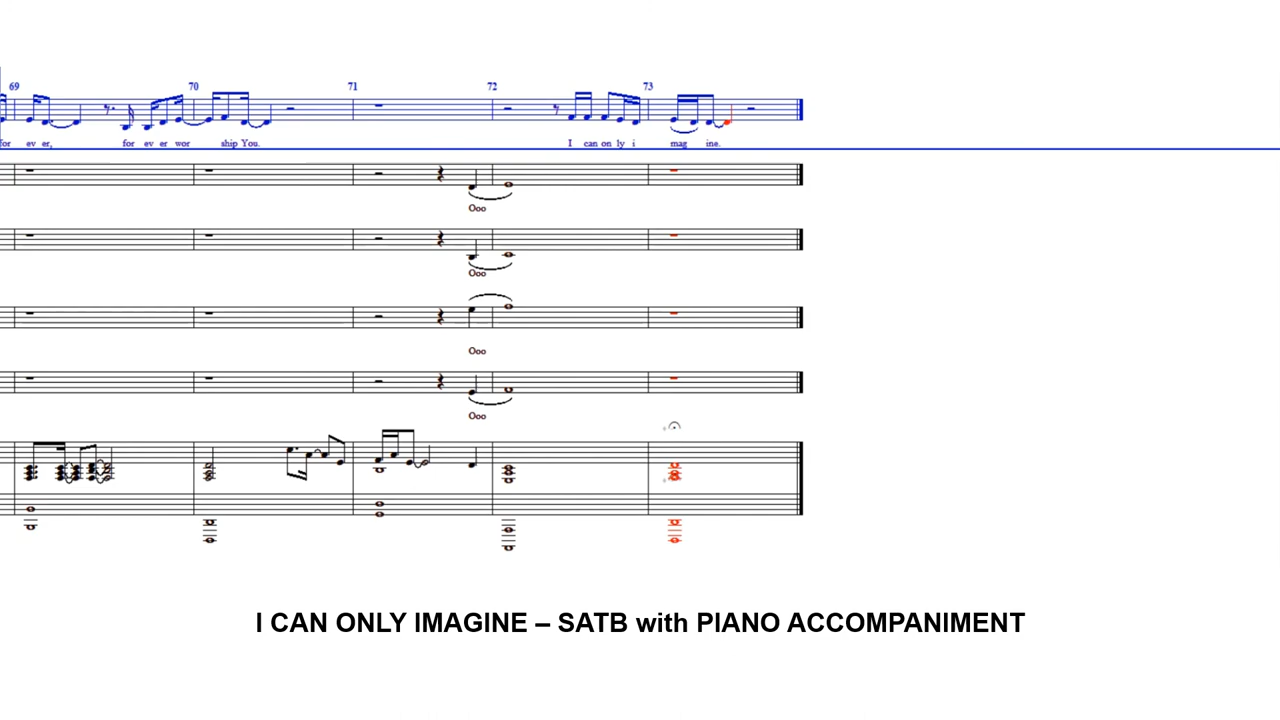 69 70 71 72 73
for ev er, for ev er wor ship You. I can on ly i mag ine.
Ooo
Ooo
Ooo
Ooo
I CAN ONLY IMAGINE – SATB with PIANO ACCOMPANIMENT